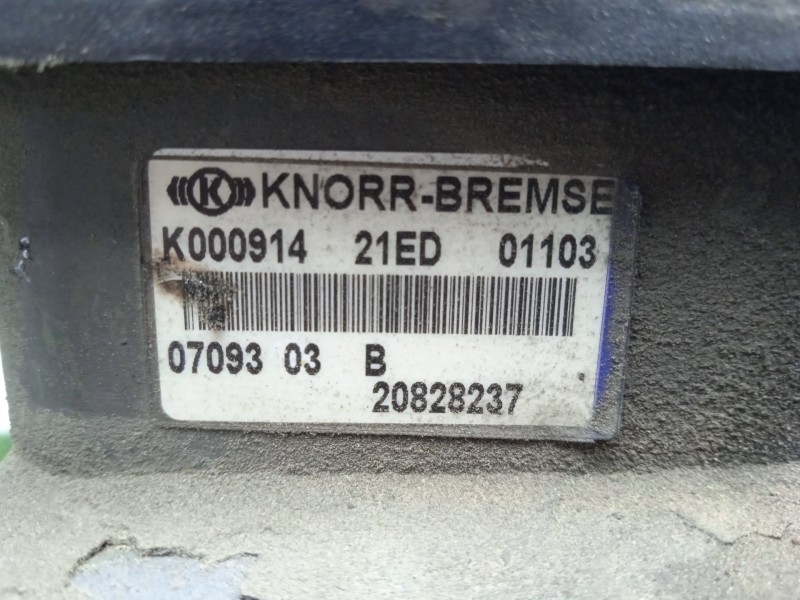 K KNORR-BREMSE
K000914 21ED 01103
07093 03 B
20828237